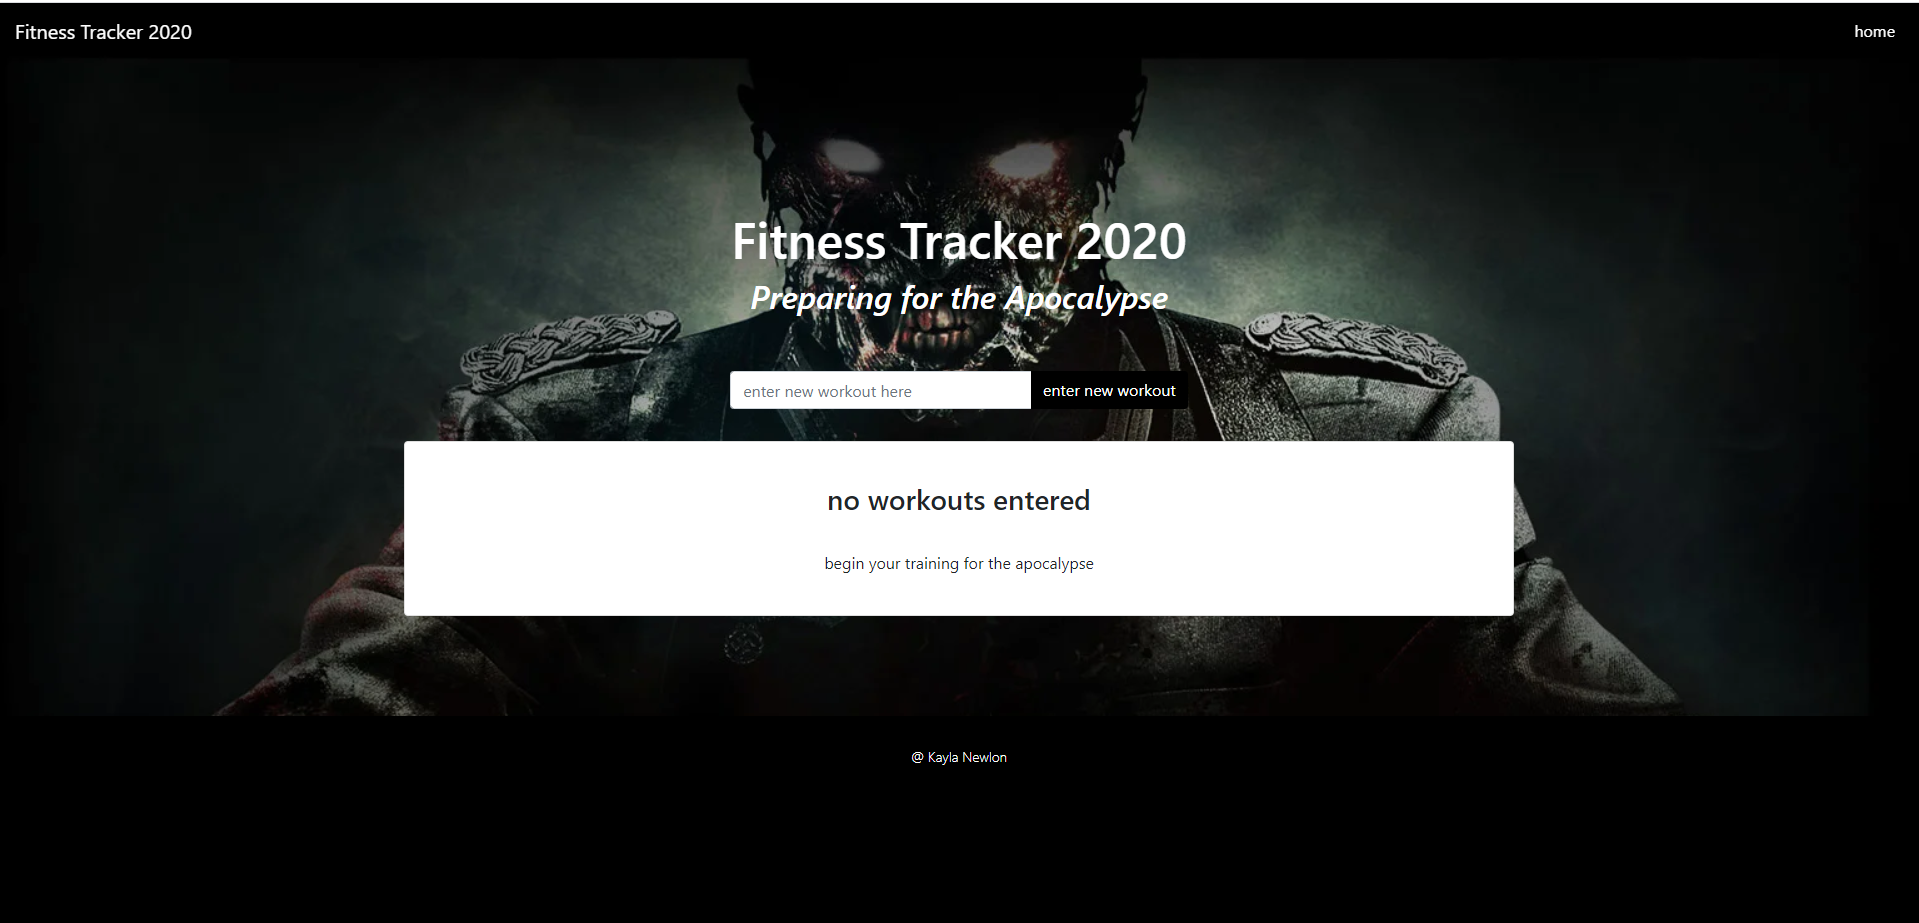 Fitness Tracker 2020
home
Fitness Tracker 2020
Preparing for the Apocalypse
enter new workout here
enter new workout
no workouts entered
begin your training for the apocalypse
@ Kayla Newlon